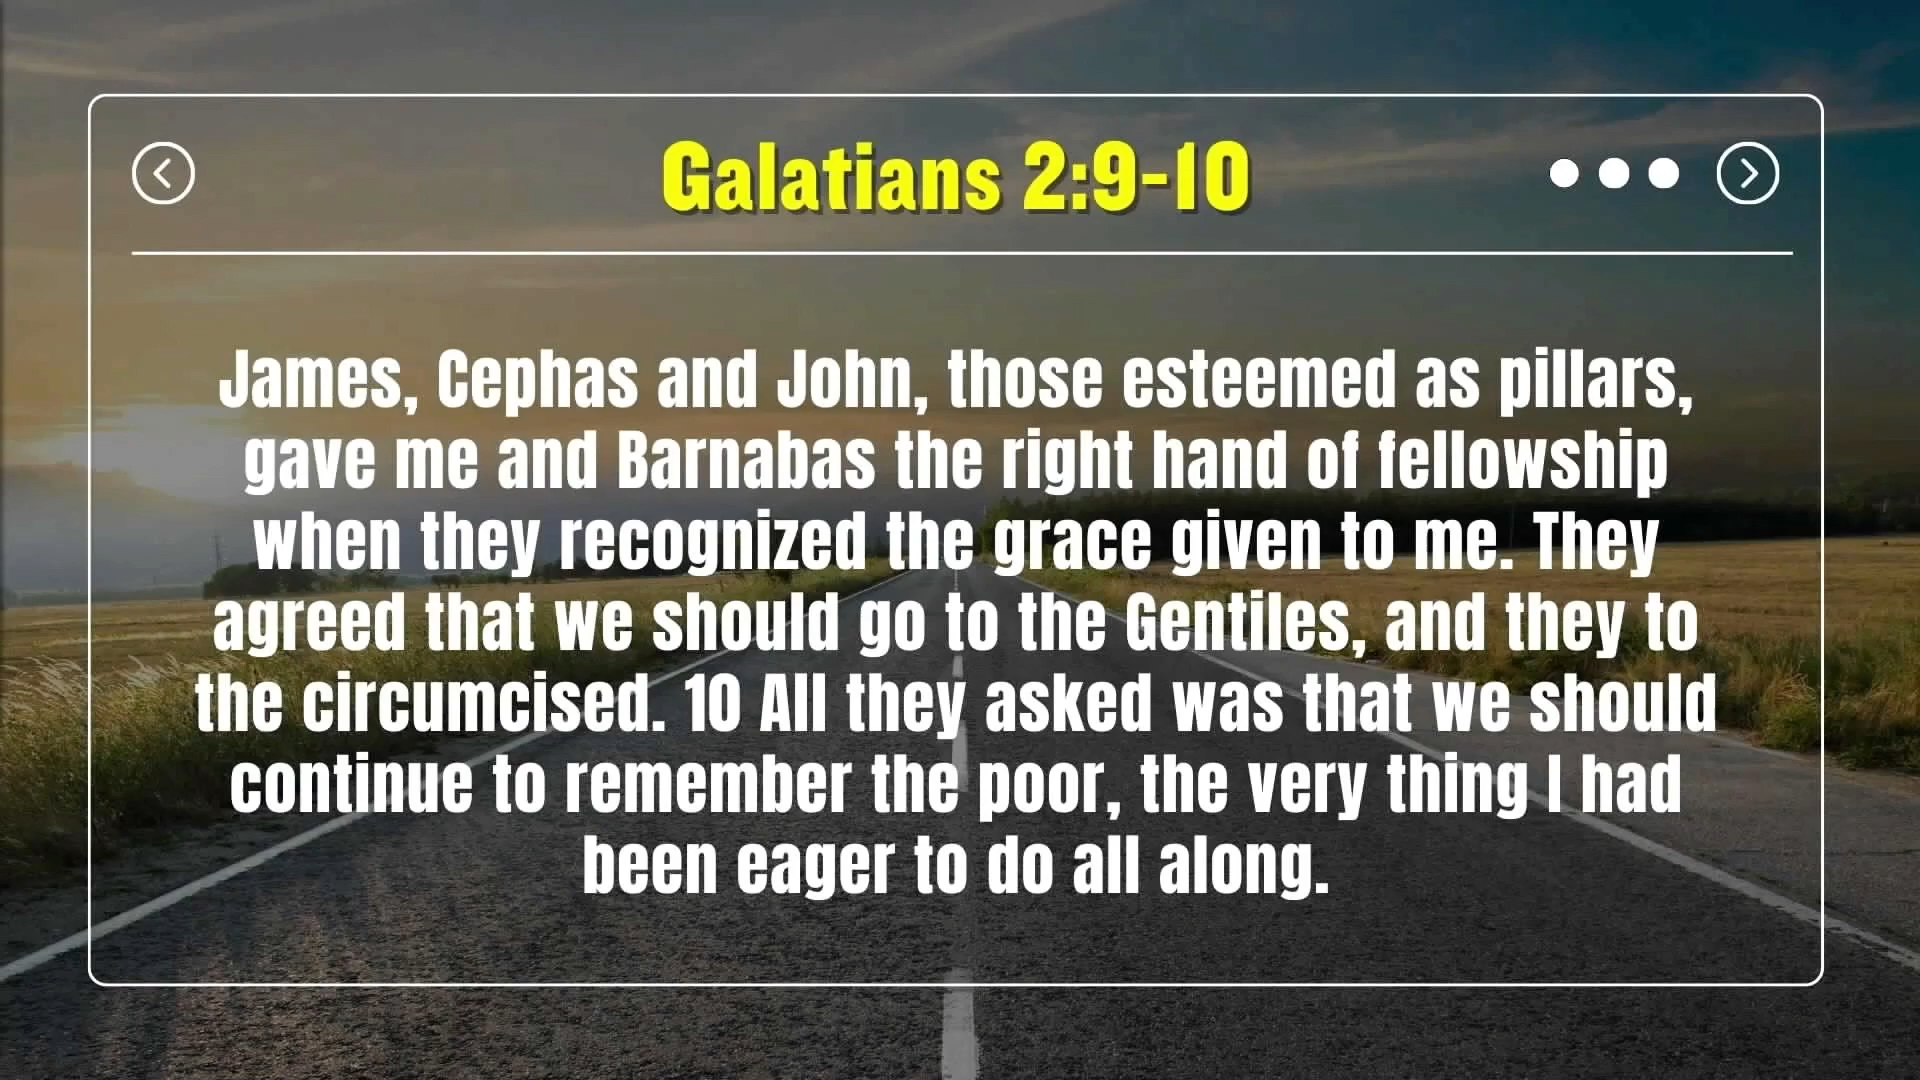 Galatians 2:9-10
James, Cephas and John, those esteemed as pillars,
gave me and Barnabas the right hand of fellowship
when they recognized the grace given to me. They
agreed that we should go to the Gentiles, and they to
the circumcised. 10 All they asked was that we should
continue to remember the poor, the very thing I had
been eager to do all along.